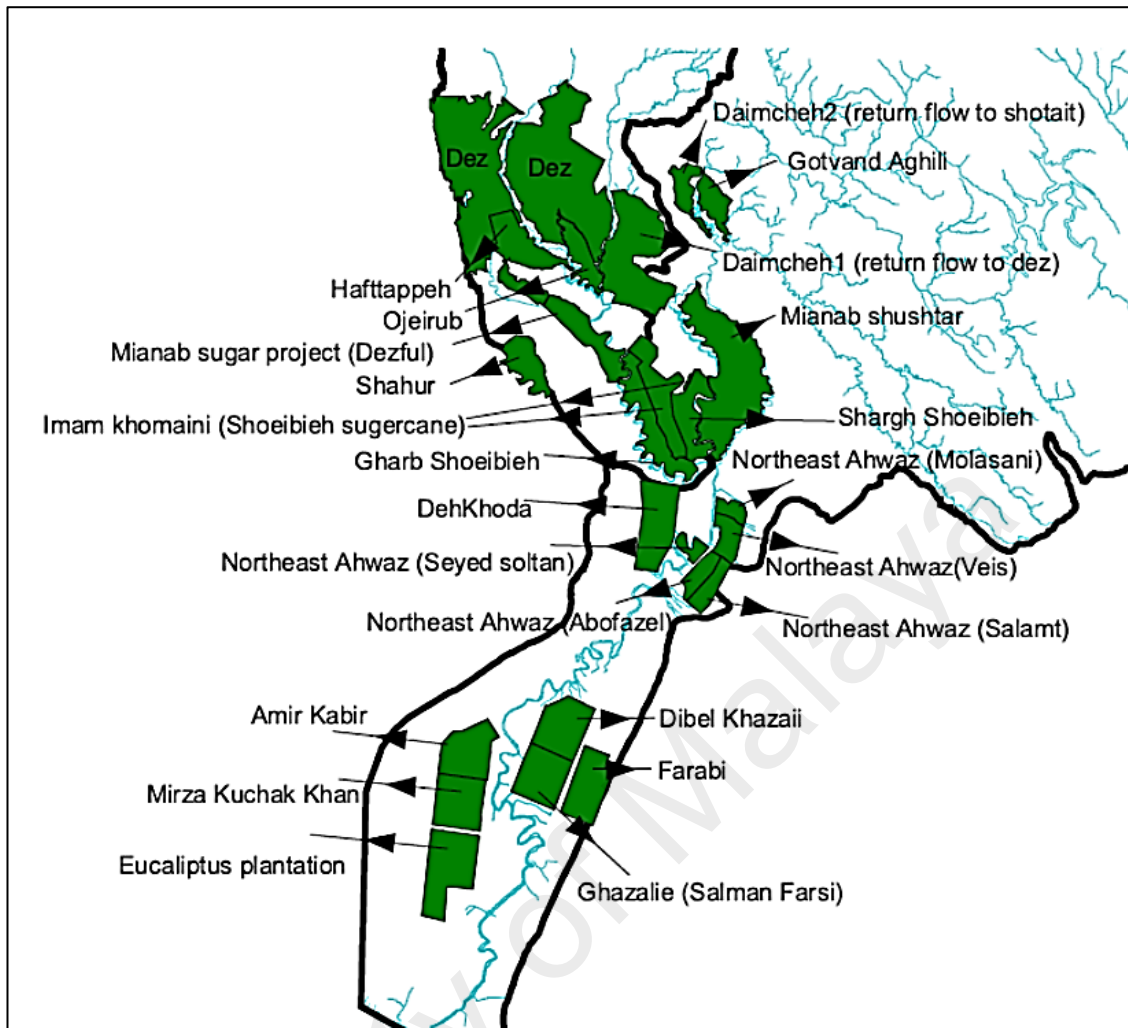 Daimcheh2 (return flow to shotait)
Dez
Dez
Gotvand Aghili
Daimcheh1 (return flow to dez)
Hafttappeh
Ojeirub
Mianab shushtar
Mianab sugar project (Dezful)
Shahur
Imam khomaini (Shoeibieh sugercane)
Shargh Shoeibieh
Gharb Shoeibieh
Northeast Ahwaz (Molasani)
DehKhoda
Northeast Ahwaz (Seyed soltan)
Northeast Ahwaz(Veis)
Northeast Ahwaz (Abofazel)
Northeast Ahwaz (Salamt)
Amir Kabir
Dibel Khazaii
Farabi
Mirza Kuchak Khan
Eucaliptus plantation
Ghazalie (Salman Farsi)
of Malaya